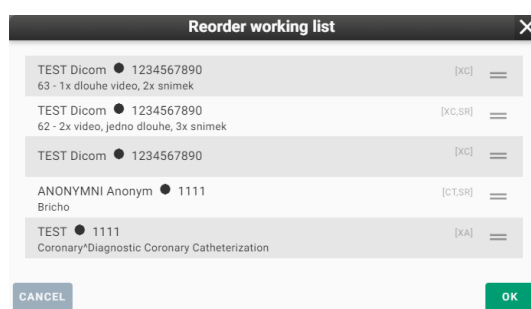 Reorder working list
TEST Dicom ● 1234567890 [XC]
63 - 1x dlouhe video, 2x snimek
TEST Dicom ● 1234567890 [XC,SR]
62 - 2x video, jedno dlouhe, 3x snimek
TEST Dicom ● 1234567890 [XC]
ANONYMNI Anonym ● 1111 [CT,SR]
Bricho
TEST ● 1111 [XA]
Coronary^Diagnostic Coronary Catheterization
CANCEL OK